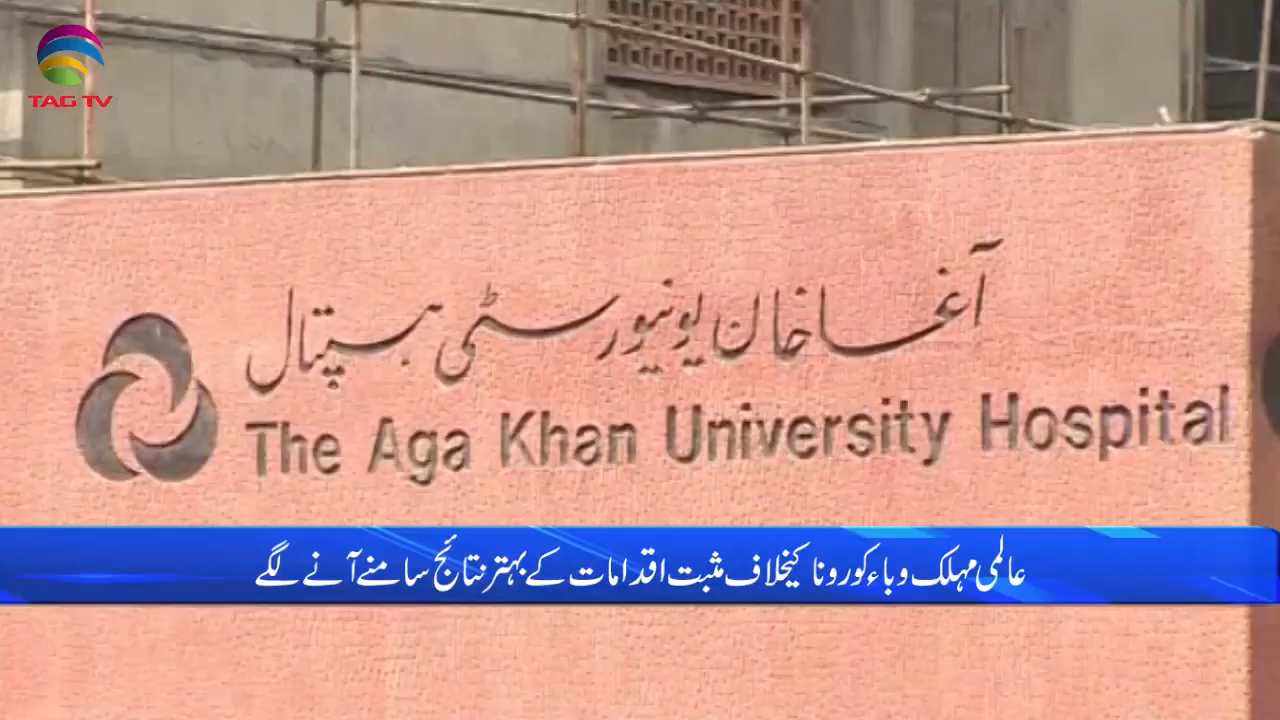 TAG TV
آغا خان یونیورسٹی ہسپتال
The Aga Khan University Hospital
عالمی مہلک وباء کورونا کیخلاف مثبت اقدامات کے بہتر نتائج سامنے آنے لگے